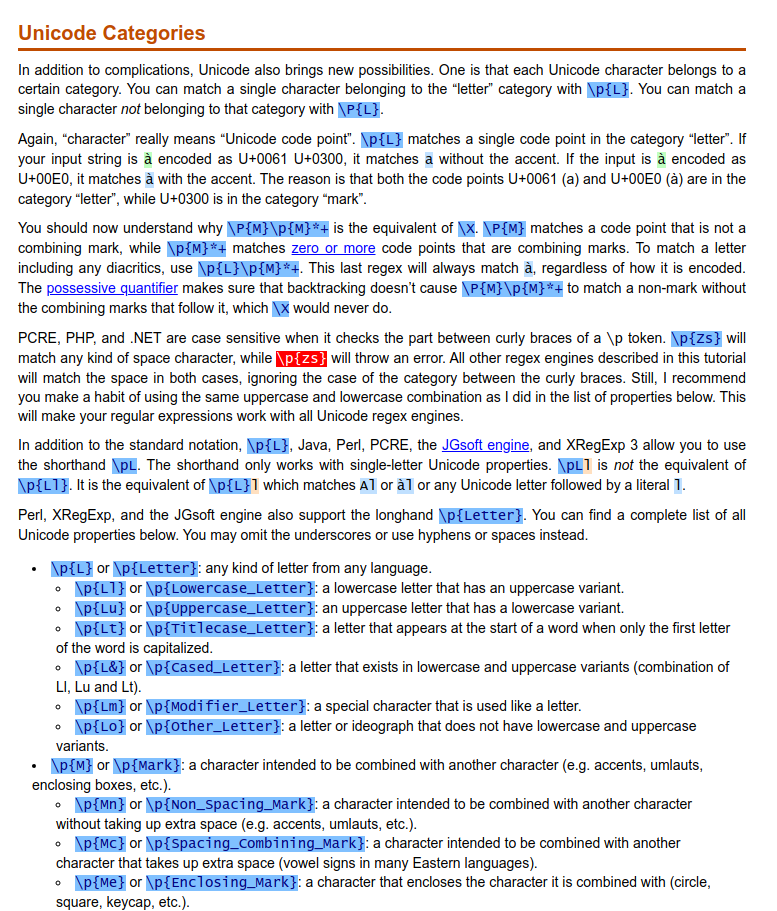 Unicode Categories
In addition to complications, Unicode also brings new possibilities. One is that each Unicode character belongs to a
certain category. You can match a single character belonging to the “letter” category with \p{L}. You can match a
single character not belonging to that category with \P{L}.
Again, “character” really means “Unicode code point”. \p{L} matches a single code point in the category “letter”. If
your input string is à encoded as U+0061 U+0300, it matches a without the accent. If the input is à encoded as
U+00E0, it matches à with the accent. The reason is that both the code points U+0061 (a) and U+00E0 (à) are in the
category “letter”, while U+0300 is in the category “mark”.
You should now understand why \P{M}\p{M}*+ is the equivalent of \X. \P{M} matches a code point that is not a
combining mark, while \p{M}*+ matches zero or more code points that are combining marks. To match a letter
including any diacritics, use \p{L}\p{M}*+. This last regex will always match à, regardless of how it is encoded.
The possessive quantifier makes sure that backtracking doesn’t cause \P{M}\p{M}*+ to match a non-mark without
the combining marks that follow it, which \X would never do.
PCRE, PHP, and .NET are case sensitive when it checks the part between curly braces of a \p token. \p{Zs} will
match any kind of space character, while \p{zs} will throw an error. All other regex engines described in this tutorial
will match the space in both cases, ignoring the case of the category between the curly braces. Still, I recommend
you make a habit of using the same uppercase and lowercase combination as I did in the list of properties below. This
will make your regular expressions work with all Unicode regex engines.
In addition to the standard notation, \p{L}, Java, Perl, PCRE, the JGsoft engine, and XRegExp 3 allow you to use
the shorthand \pL. The shorthand only works with single-letter Unicode properties. \pLl is not the equivalent of
\p{Ll}. It is the equivalent of \p{L}l which matches Al or àl or any Unicode letter followed by a literal l.
Perl, XRegExp, and the JGsoft engine also support the longhand \p{Letter}. You can find a complete list of all
Unicode properties below. You may omit the underscores or use hyphens or spaces instead.
• \p{L} or \p{Letter}: any kind of letter from any language.
◦ \p{Ll} or \p{Lowercase_Letter}: a lowercase letter that has an uppercase variant.
◦ \p{Lu} or \p{Uppercase_Letter}: an uppercase letter that has a lowercase variant.
◦ \p{Lt} or \p{Titlecase_Letter}: a letter that appears at the start of a word when only the first letter
of the word is capitalized.
◦ \p{L&} or \p{Cased_Letter}: a letter that exists in lowercase and uppercase variants (combination of
Ll, Lu and Lt).
◦ \p{Lm} or \p{Modifier_Letter}: a special character that is used like a letter.
◦ \p{Lo} or \p{Other_Letter}: a letter or ideograph that does not have lowercase and uppercase
variants.
• \p{M} or \p{Mark}: a character intended to be combined with another character (e.g. accents, umlauts,
enclosing boxes, etc.).
◦ \p{Mn} or \p{Non_Spacing_Mark}: a character intended to be combined with another character
without taking up extra space (e.g. accents, umlauts, etc.).
◦ \p{Mc} or \p{Spacing_Combining_Mark}: a character intended to be combined with another
character that takes up extra space (vowel signs in many Eastern languages).
◦ \p{Me} or \p{Enclosing_Mark}: a character that encloses the character it is combined with (circle,
square, keycap, etc.).